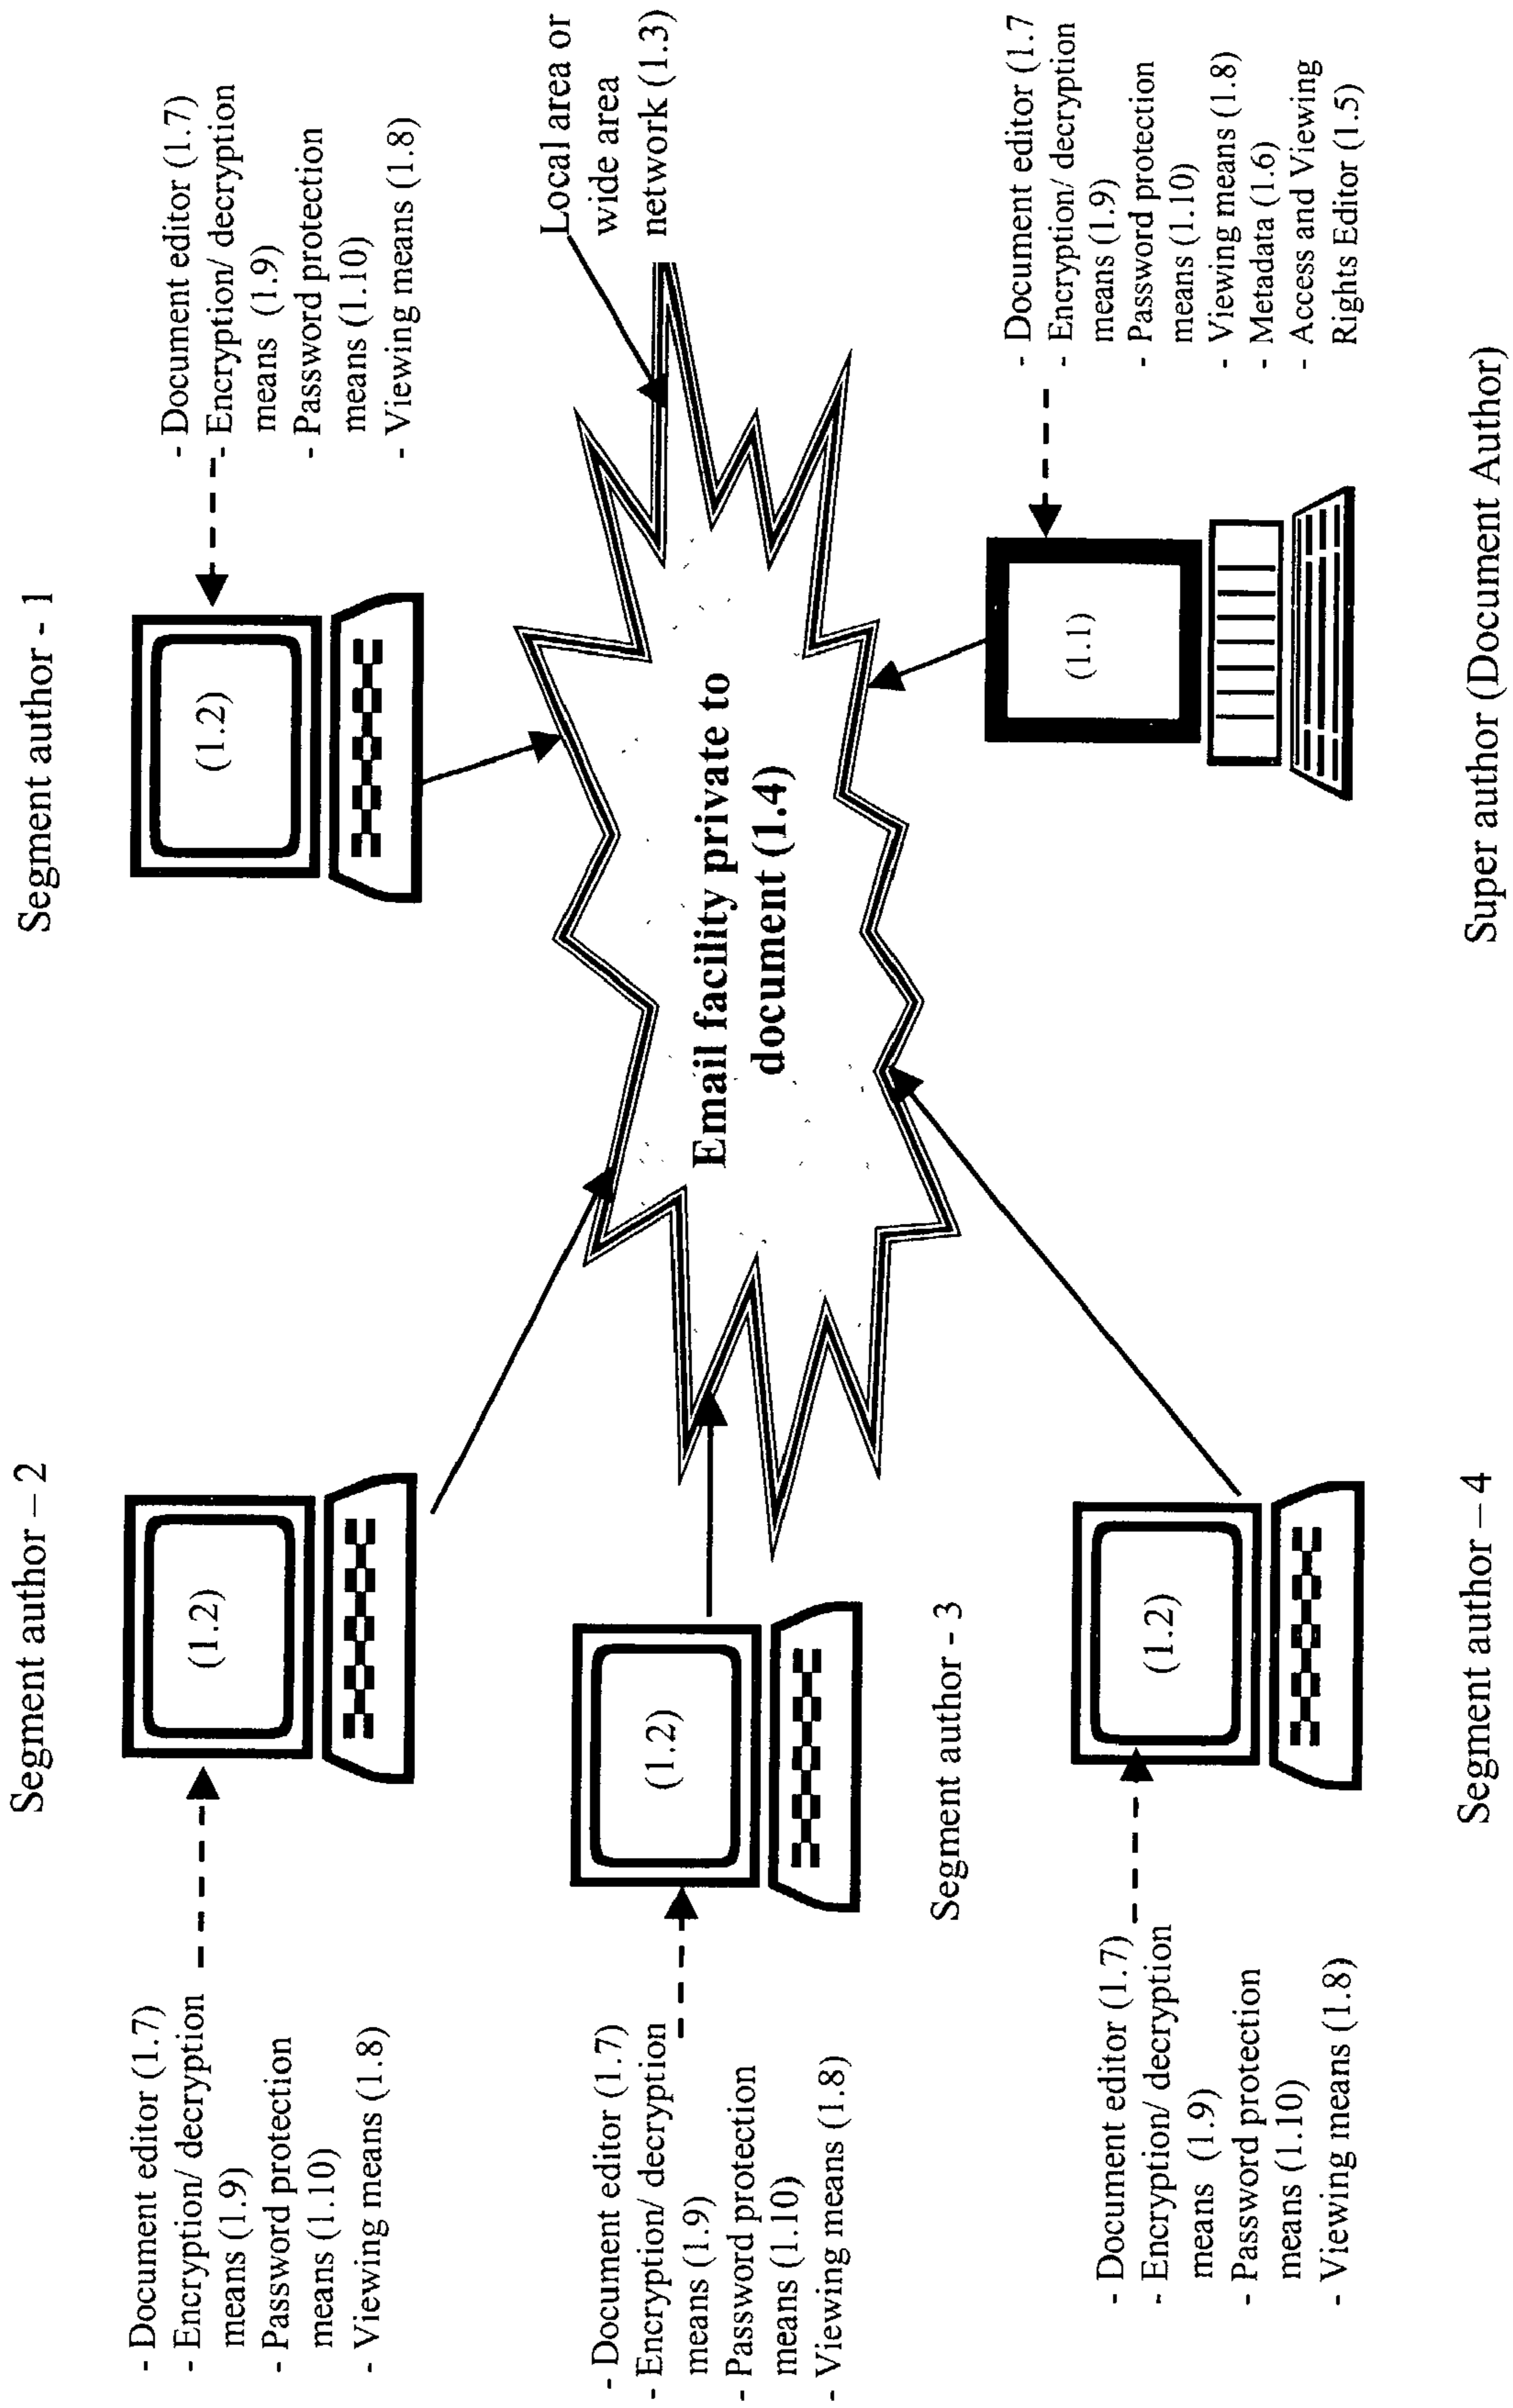 Segment author – 2
Segment author - 1
- Document editor (1.7)
- Encryption/ decryption
means (1.9)
- Password protection
means (1.10)
- Viewing means (1.8)
(1.2)
(1.2)
- Document editor (1.7)
- Encryption/ decryption
means (1.9)
- Password protection
means (1.10)
- Viewing means (1.8)
Local area or
wide area
network (1.3)
- Document editor (1.7)
- Encryption/ decryption
means (1.9)
- Password protection
means (1.10)
- Viewing means (1.8)
(1.2)
Segment author - 3
Email facility private to
document (1.4)
- Document editor (1.7)
- Encryption/ decryption
means (1.9)
- Password protection
means (1.10)
- Viewing means (1.8)
(1.2)
Segment author – 4
(1.1)
- Document editor (1.7
- Encryption/ decryption
means (1.9)
- Password protection
means (1.10)
- Viewing means (1.8)
- Metadata (1.6)
- Access and Viewing
Rights Editor (1.5)
Super author (Document Author)